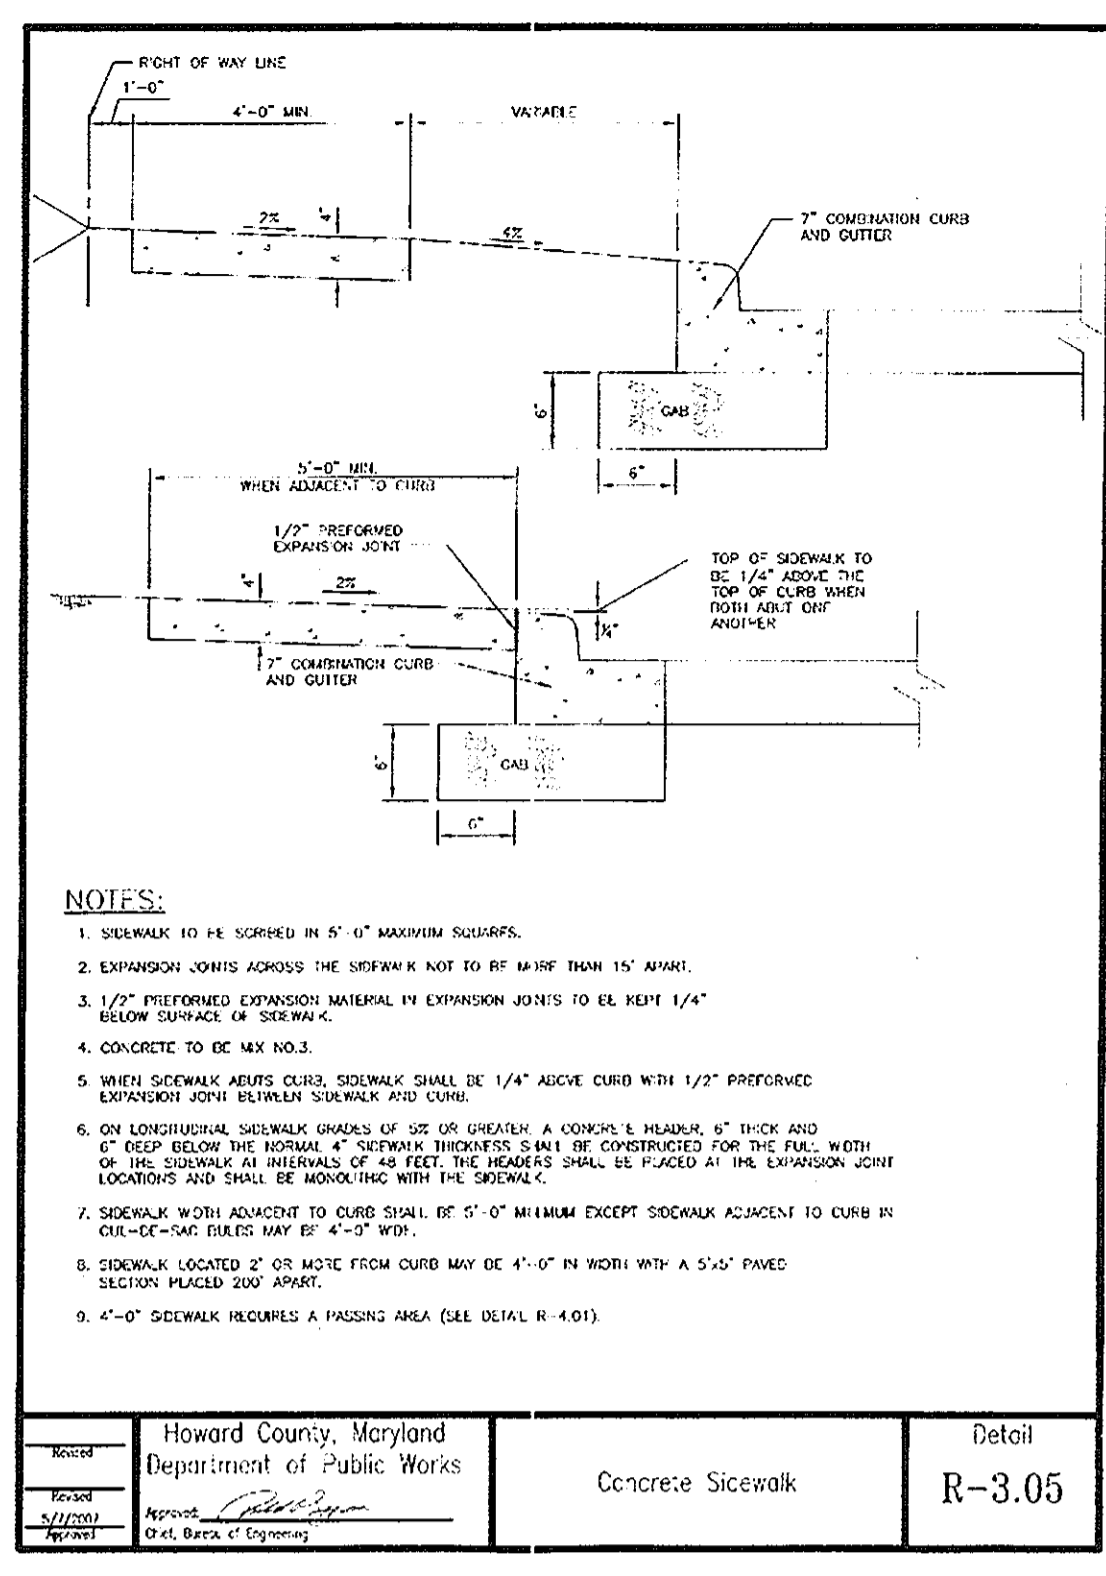 RIGHT OF WAY LINE
1'-0"
4'-0" MIN.
VARIABLE
2%
4"
4%
7" COMBINATION CURB
AND GUTTER
6"
GAB
6"
5'-0" MIN.
WHEN ADJACENT TO CURB
1/2" PREFORMED
EXPANSION JOINT
4"
2%
TOP OF SIDEWALK TO
BE 1/4" ABOVE THE
TOP OF CURB WHEN
BOTH ABUT ONE
ANOTHER
1/4"
7" COMBINATION CURB
AND GUTTER
6"
GAB
6"
NOTES:
1. SIDEWALK TO BE SCRIBED IN 5'-0" MAXIMUM SQUARES.
2. EXPANSION JOINTS ACROSS THE SIDEWALK NOT TO BE MORE THAN 15' APART.
3. 1/2" PREFORMED EXPANSION MATERIAL IN EXPANSION JOINTS TO BE KEPT 1/4"
BELOW SURFACE OF SIDEWALK.
4. CONCRETE TO BE MIX NO.3.
5. WHEN SIDEWALK ABUTS CURB, SIDEWALK SHALL BE 1/4" ABOVE CURB WITH 1/2" PREFORMED
EXPANSION JOINT BETWEEN SIDEWALK AND CURB.
6. ON LONGITUDINAL SIDEWALK GRADES OF 5% OR GREATER, A CONCRETE HEADER, 6" THICK AND
6" DEEP BELOW THE NORMAL 4" SIDEWALK THICKNESS SHALL BE CONSTRUCTED FOR THE FULL WIDTH
OF THE SIDEWALK AT INTERVALS OF 48 FEET. THE HEADERS SHALL BE PLACED AT THE EXPANSION JOINT
LOCATIONS AND SHALL BE MONOLITHIC WITH THE SIDEWALK.
7. SIDEWALK WIDTH ADJACENT TO CURB SHALL BE 5'-0" MINIMUM EXCEPT SIDEWALK ADJACENT TO CURB IN
CUL-DE-SAC BULBS MAY BE 4'-0" WIDE.
8. SIDEWALK LOCATED 2' OR MORE FROM CURB MAY BE 4'-0" IN WIDTH WITH A 5'x5' PAVED
SECTION PLACED 200' APART.
9. 4'-0" SIDEWALK REQUIRES A PASSING AREA (SEE DETAIL R-4.01).
Revised
Revised
5/7/2007
Approved
Howard County, Maryland
Department of Public Works
Approved:
Chief, Bureau of Engineering
Concrete Sidewalk
Detail
R-3.05